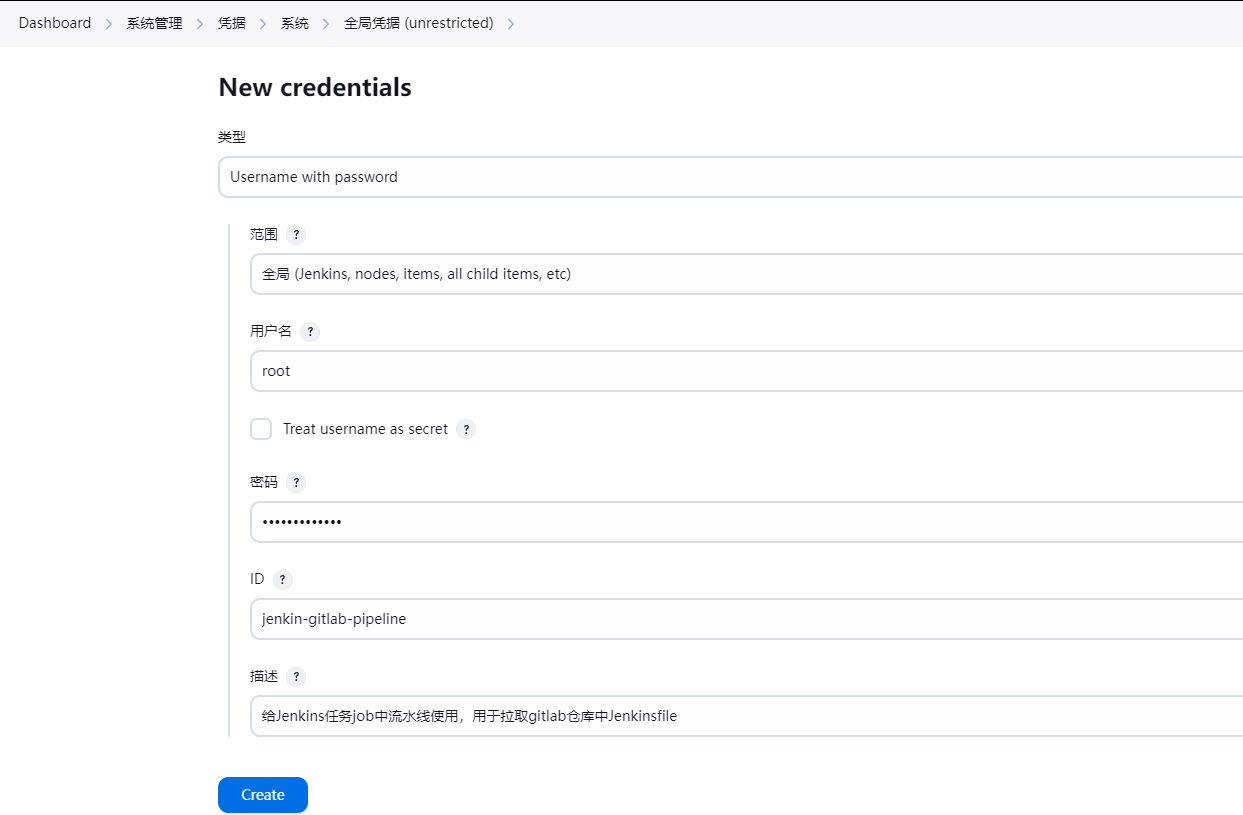 Dashboard > 系统管理 > 凭据 > 系统 > 全局凭据 (unrestricted) >
New credentials
类型
Username with password
范围 ?
全局 (Jenkins, nodes, items, all child items, etc)
用户名 ?
root
Treat username as secret ?
密码 ?
•••••••••••••
ID ?
jenkin-gitlab-pipeline
描述 ?
给Jenkins任务job中流水线使用，用于拉取gitlab仓库中Jenkinsfile
Create